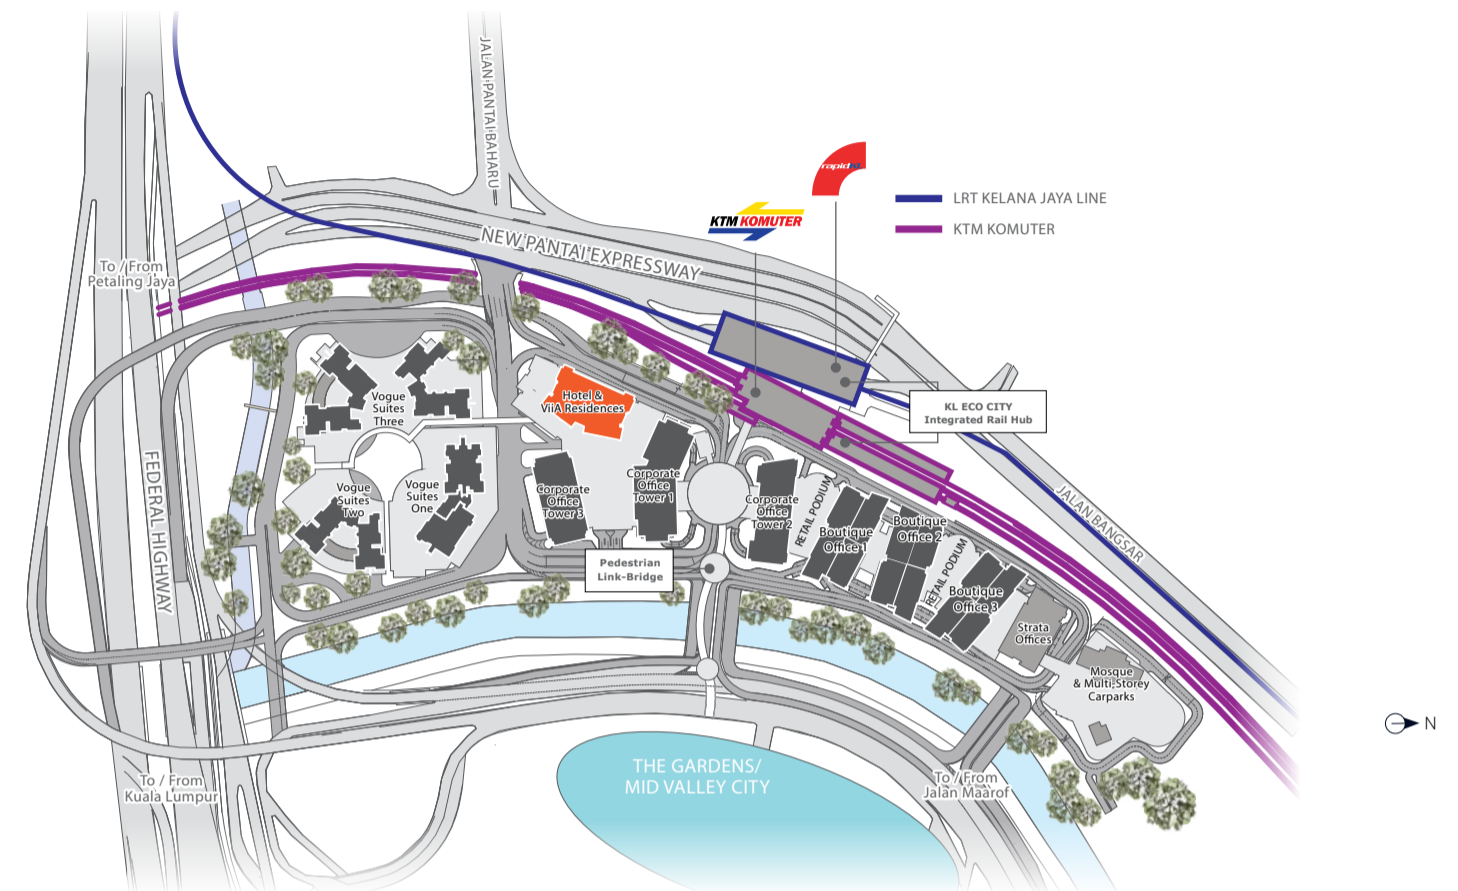 JALAN PANTAI BAHARU
rapidKL
KTM KOMUTER
LRT KELANA JAYA LINE
KTM KOMUTER
NEW PANTAI EXPRESSWAY
To / From
Petaling Jaya
Hotel &
ViiA Residences
KL ECO CITY
Integrated Rail Hub
Vogue
Suites
Three
Vogue
Suites
Two
Vogue
Suites
One
Corporate
Office
Tower 3
Corporate
Office
Tower 1
Corporate
Office
Tower 2
RETAIL PODIUM
Boutique
Office 1
Boutique
Office 2
RETAIL PODIUM
Boutique
Office 3
JALAN BANGSAR
FEDERAL HIGHWAY
Pedestrian
Link-Bridge
Strata
Offices
Mosque
& Multi-Storey
Carparks
N
To / From
Kuala Lumpur
THE GARDENS/
MID VALLEY CITY
To / From
Jalan Maarof